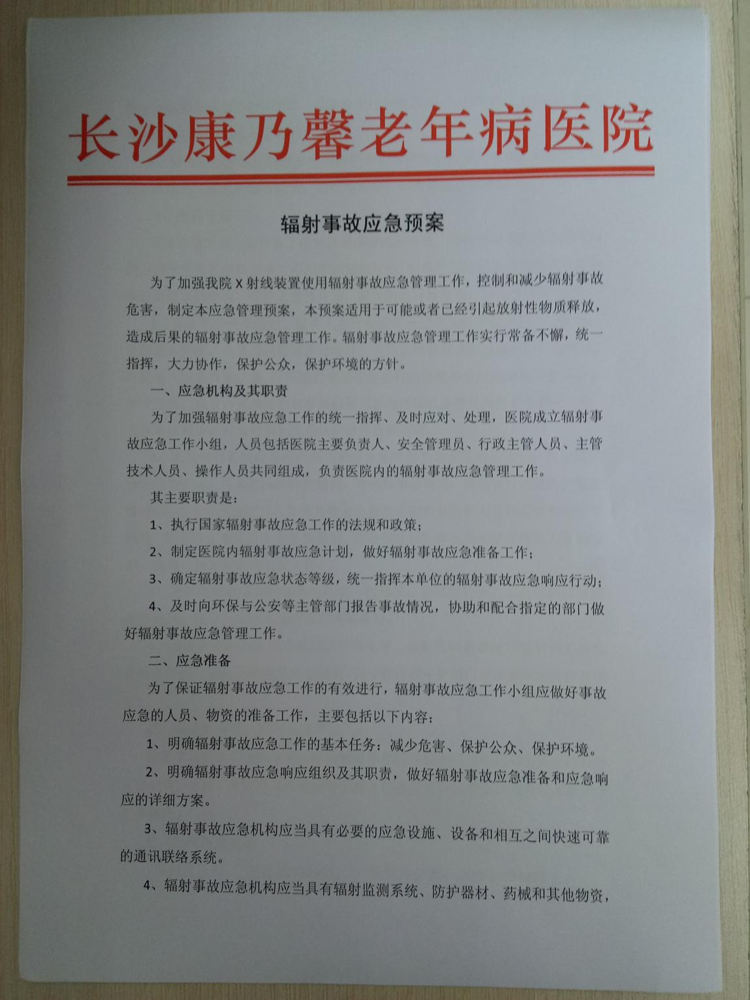 长沙康乃馨老年病医院
辐射事故应急预案
为了加强我院 X 射线装置使用辐射事故应急管理工作，控制和减少辐射事故
危害，制定本应急管理预案，本预案适用于可能或者已经引起放射性物质释放，
造成后果的辐射事故应急管理工作。辐射事故应急管理工作实行常备不懈，统一
指挥，大力协作，保护公众，保护环境的方针。
一、应急机构及其职责
为了加强辐射事故应急工作的统一指挥、及时应对、处理，医院成立辐射事
故应急工作小组，人员包括医院主要负责人、安全管理员、行政主管人员、主管
技术人员、操作人员共同组成，负责医院内的辐射事故应急管理工作。
其主要职责是：
1、执行国家辐射事故应急工作的法规和政策；
2、制定医院内辐射事故应急计划，做好辐射事故应急准备工作；
3、确定辐射事故应急状态等级，统一指挥本单位的辐射事故应急响应行动；
4、及时向环保与公安等主管部门报告事故情况，协助和配合指定的部门做
好辐射事故应急管理工作。
二、应急准备
为了保证辐射事故应急工作的有效进行，辐射事故应急工作小组应做好事故
应急的人员、物资的准备工作，主要包括以下内容：
1、明确辐射事故应急工作的基本任务：减少危害、保护公众、保护环境。
2、明确辐射事故应急响应组织及其职责，做好辐射事故应急准备和应急响
应的详细方案。
3、辐射事故应急机构应当具有必要的应急设施、设备和相互之间快速可靠
的通讯联络系统。
4、辐射事故应急机构应当具有辐射监测系统、防护器材、药械和其他物资，